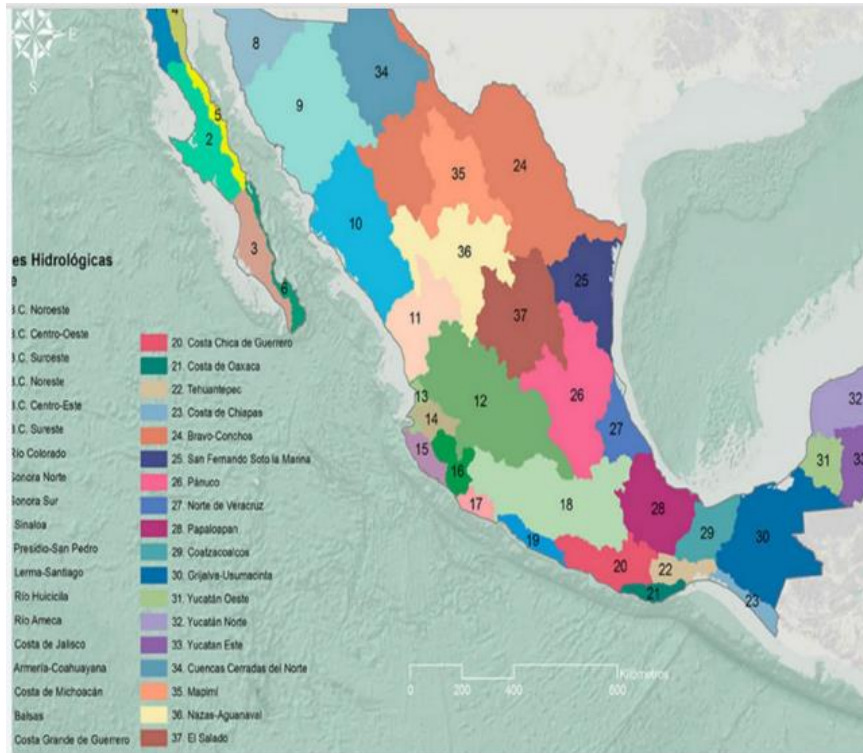 E
S
4
8
34
9
5
2
24
35
10
36
3
25
6
11
37
es Hidrológicas
e
B.C. Noroeste
B.C. Centro-Oeste
B.C. Suroeste
B.C. Noreste
B.C. Centro-Este
B.C. Sureste
Río Colorado
Sonora Norte
Sonora Sur
Sinaloa
Presidio-San Pedro
Lerma-Santiago
Río Huicicila
Río Ameca
Costa de Jalisco
Armería-Coahuayana
Costa de Michoacán
Balsas
Costa Grande de Guerrero
20. Costa Chica de Guerrero
21. Costa de Oaxaca
22. Tehuantepec
23. Costa de Chiapas
24. Bravo-Conchos
25. San Fernando Soto la Marina
26. Pánuco
27. Norte de Veracruz
28. Papaloapan
29. Coatzacoalcos
30. Grijalva-Usumacinta
31. Yucatán Oeste
32. Yucatán Norte
33. Yucatan Este
34. Cuencas Cerradas del Norte
35. Mapimí
36. Nazas-Aguanaval
37. El Salado
13
12
26
32
14
27
15
31
33
16
17
18
28
29
30
19
20
22
21
23
Kilometros
0 200 400 600